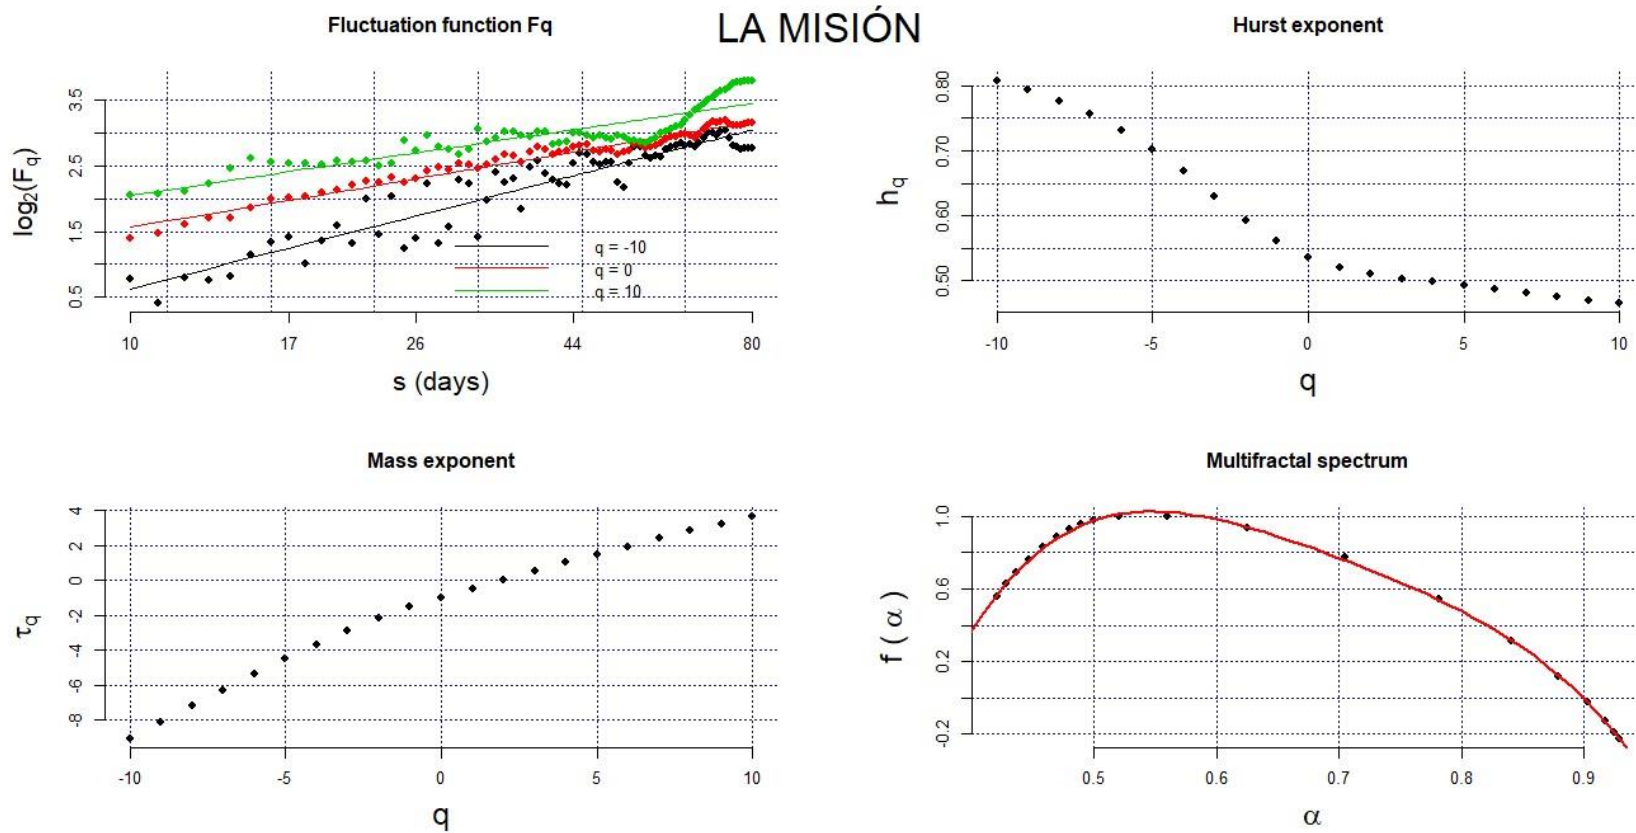 LA MISIÓN
Fluctuation function Fq
log2(Fq)
3.5
2.5
1.5
0.5
q = -10
q = 0
q = 10
10 17 26 44 80
s (days)
Hurst exponent
hq
0.80
0.70
0.60
0.50
-10 -5 0 5 10
q
Mass exponent
τq
4
2
0
-2
-4
-6
-8
-10 -5 0 5 10
q
Multifractal spectrum
f ( α )
1.0
0.6
0.2
-0.2
0.5 0.6 0.7 0.8 0.9
α